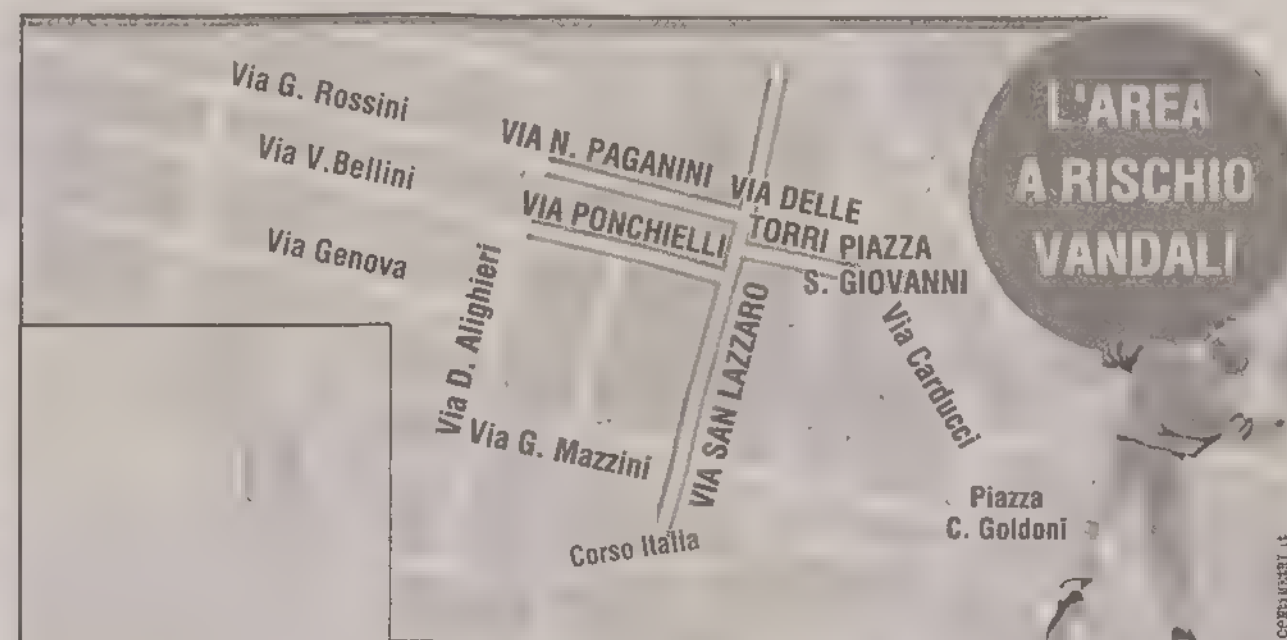 L'AREA
A RISCHIO
VANDALI
Via G. Rossini
Via V.Bellini
Via Genova
VIA N. PAGANINI
VIA PONCHIELLI
VIA DELLE
TORRI
PIAZZA
S. GIOVANNI
Via D. Alighieri
Via G. Mazzini
VIA SAN LAZZARO
Via Carducci
Corso Italia
Piazza
C. Goldoni